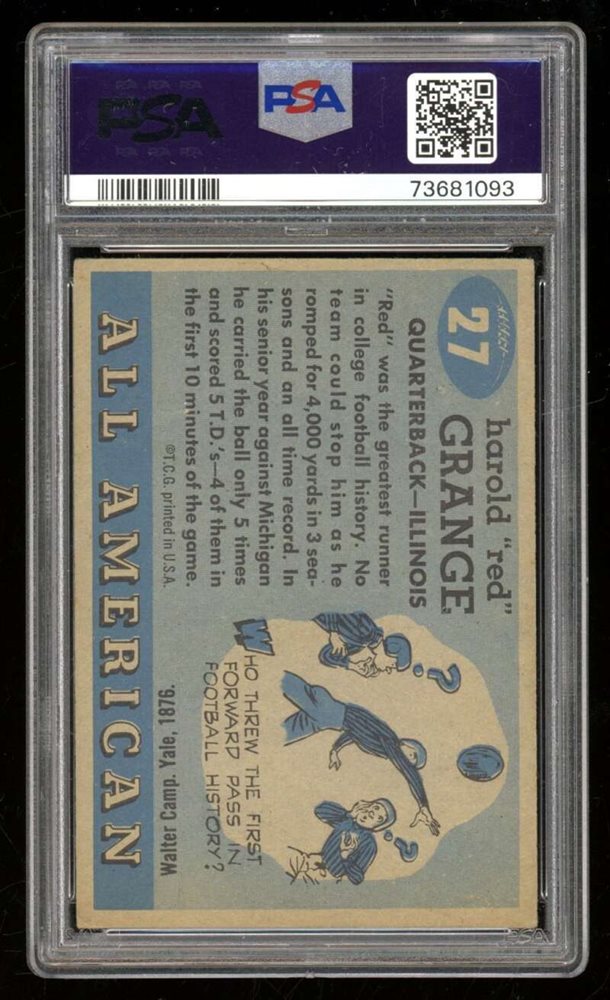 PSA
PSA
73681093
27
harold "red"
GRANGE
QUARTERBACK—ILLINOIS
"Red" was the greatest runner
in college football history. No
team could stop him as he
romped for 4,000 yards in 3 sea-
sons and an all time record. In
his senior year against Michigan
he carried the ball only 5 times
and scored 5 T.D.'s—4 of them in
the first 10 minutes of the game.
©T.C.G. printed in U.S.A.
?
?
WHO THREW THE FIRST
FORWARD PASS IN
FOOTBALL HISTORY?
Walter Camp. Yale, 1876.
ALL AMERICAN